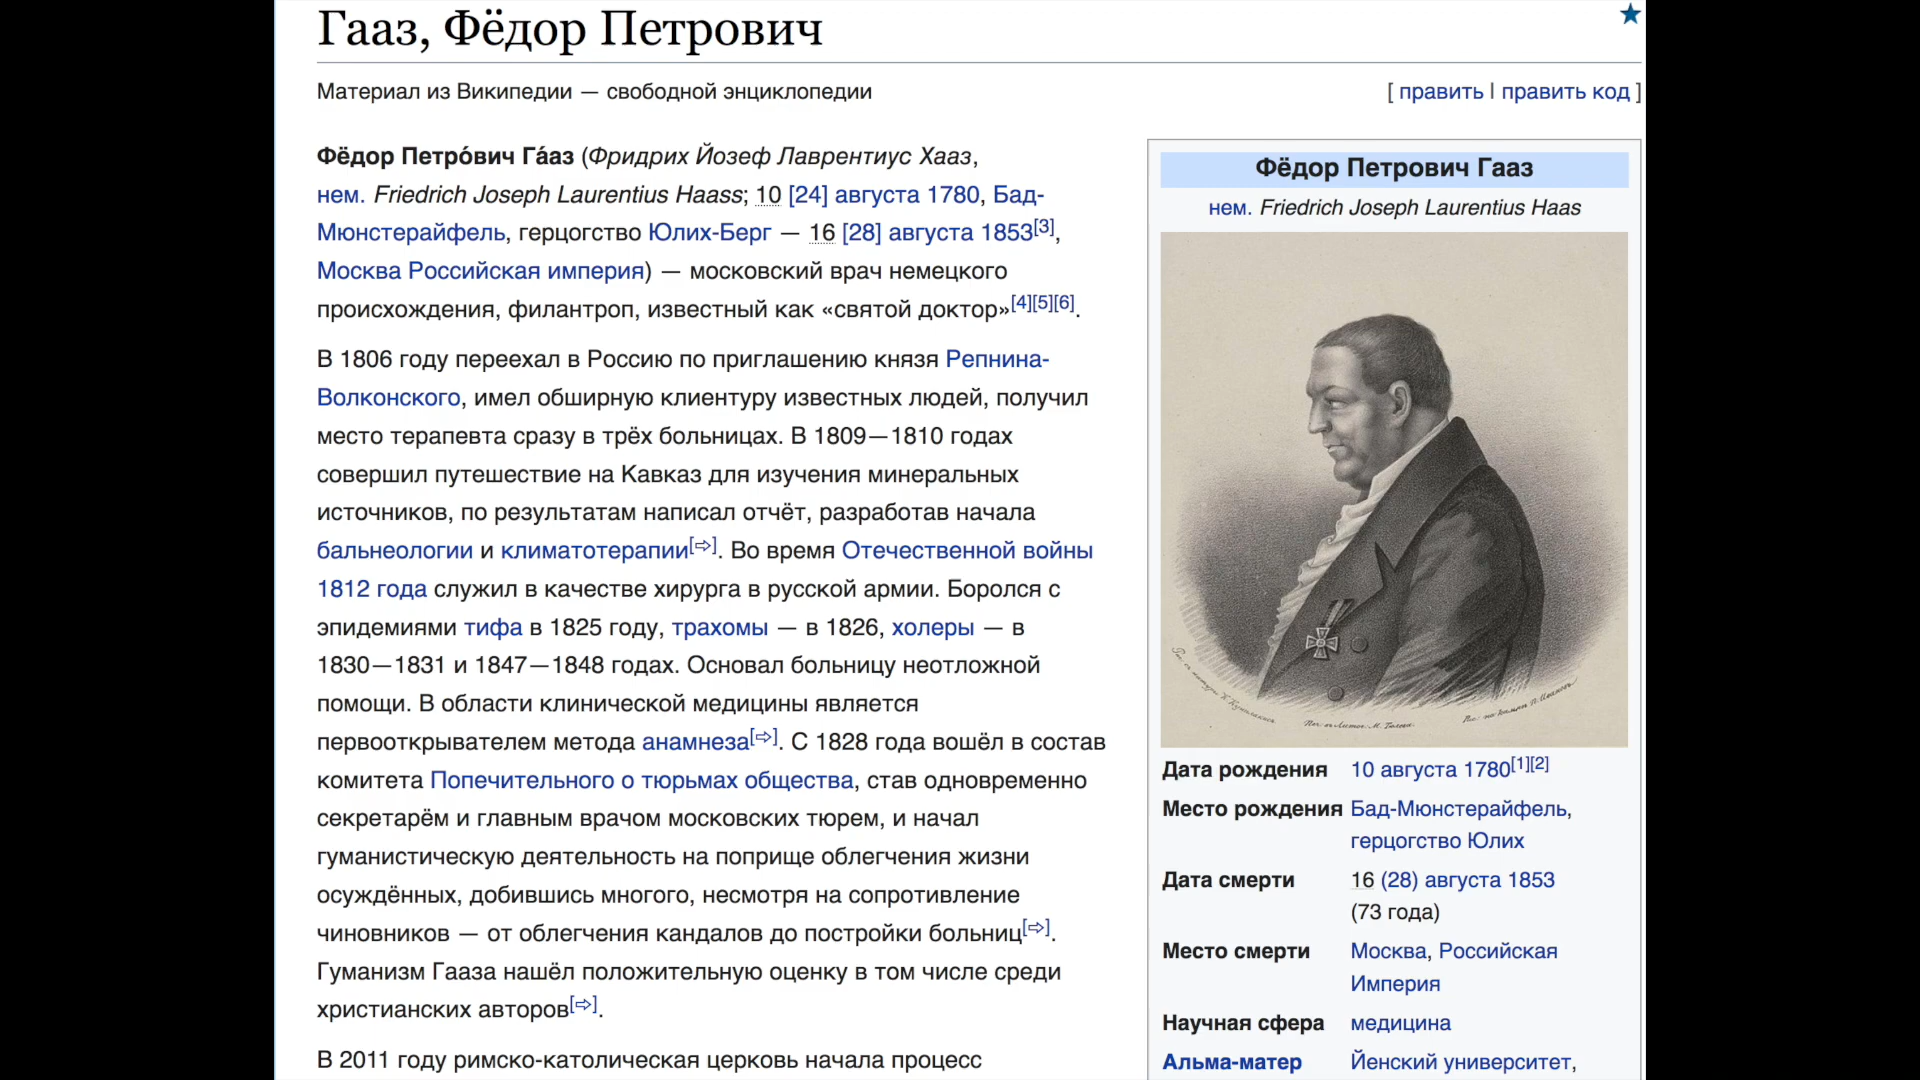 Гааз, Фёдор Петрович
Материал из Википедии — свободной энциклопедии
[ править | править код ]
Фёдор Петро́вич Га́аз (Фридрих Йозеф Лаврентиус Хааз,
нем. Friedrich Joseph Laurentius Haass; 10 [24] августа 1780, Бад-
Мюнстерайфель, герцогство Юлих-Берг — 16 [28] августа 1853[3],
Москва Российская империя) — московский врач немецкого
происхождения, филантроп, известный как «святой доктор»[4][5][6].
В 1806 году переехал в Россию по приглашению князя Репнина-
Волконского, имел обширную клиентуру известных людей, получил
место терапевта сразу в трёх больницах. В 1809—1810 годах
совершил путешествие на Кавказ для изучения минеральных
источников, по результатам написал отчёт, разработав начала
бальнеологии и климатотерапии[⇨]. Во время Отечественной войны
1812 года служил в качестве хирурга в русской армии. Боролся с
эпидемиями тифа в 1825 году, трахомы — в 1826, холеры — в
1830—1831 и 1847—1848 годах. Основал больницу неотложной
помощи. В области клинической медицины является
первооткрывателем метода анамнеза[⇨]. С 1828 года вошёл в состав
комитета Попечительного о тюрьмах общества, став одновременно
секретарём и главным врачом московских тюрем, и начал
гуманистическую деятельность на поприще облегчения жизни
осуждённых, добившись многого, несмотря на сопротивление
чиновников — от облегчения кандалов до постройки больниц[⇨].
Гуманизм Гааза нашёл положительную оценку в том числе среди
христианских авторов[⇨].
В 2011 году римско-католическая церковь начала процесс
Фёдор Петрович Гааз
нем. Friedrich Joseph Laurentius Haas
Дата рождения 10 августа 1780[1][2]
Место рождения Бад-Мюнстерайфель,
герцогство Юлих
Дата смерти 16 (28) августа 1853
(73 года)
Место смерти Москва, Российская
Империя
Научная сфера медицина
Альма-матер Йенский университет,